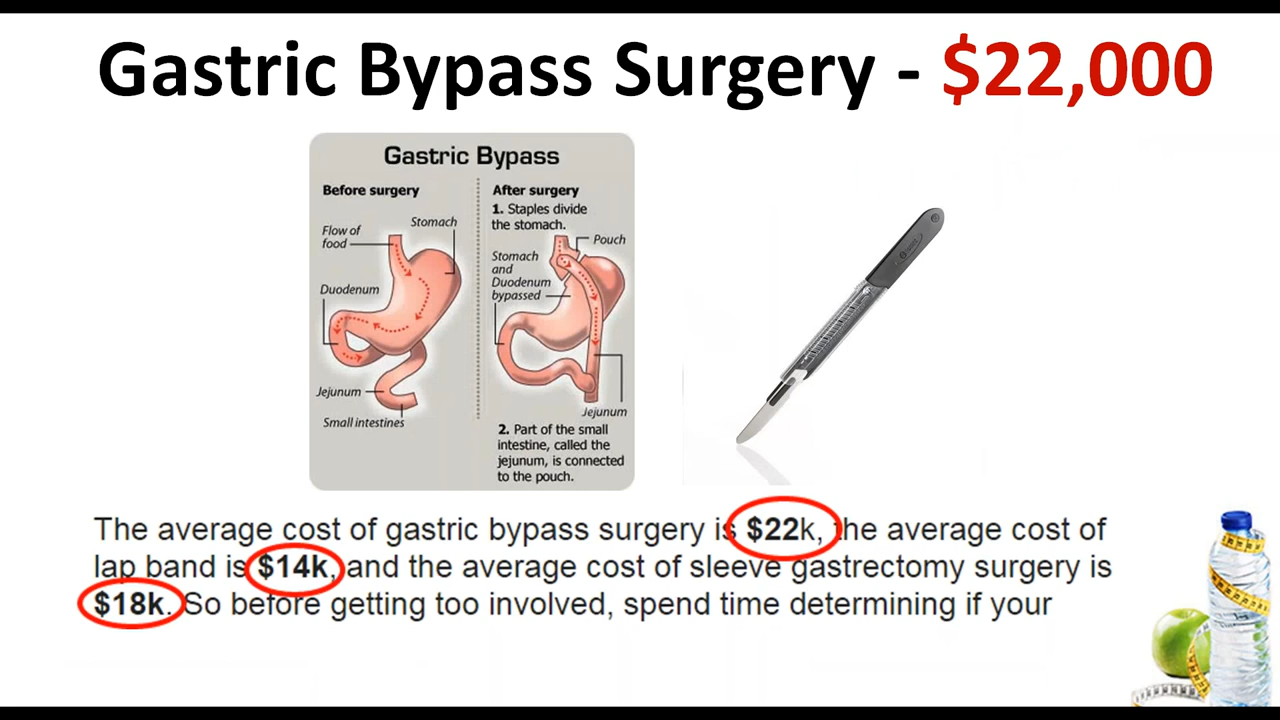 Gastric Bypass Surgery - $22,000
Gastric Bypass
Before surgery
Flow of
food
Stomach
Duodenum
Jejunum
Small intestines
After surgery
1. Staples divide
the stomach.
Pouch
Stomach
and
Duodenum
bypassed
Jejunum
2. Part of the small
intestine, called the
jejunum, is connected
to the pouch.
The average cost of gastric bypass surgery is $22k, the average cost of
lap band is $14k, and the average cost of sleeve gastrectomy surgery is
$18k. So before getting too involved, spend time determining if your